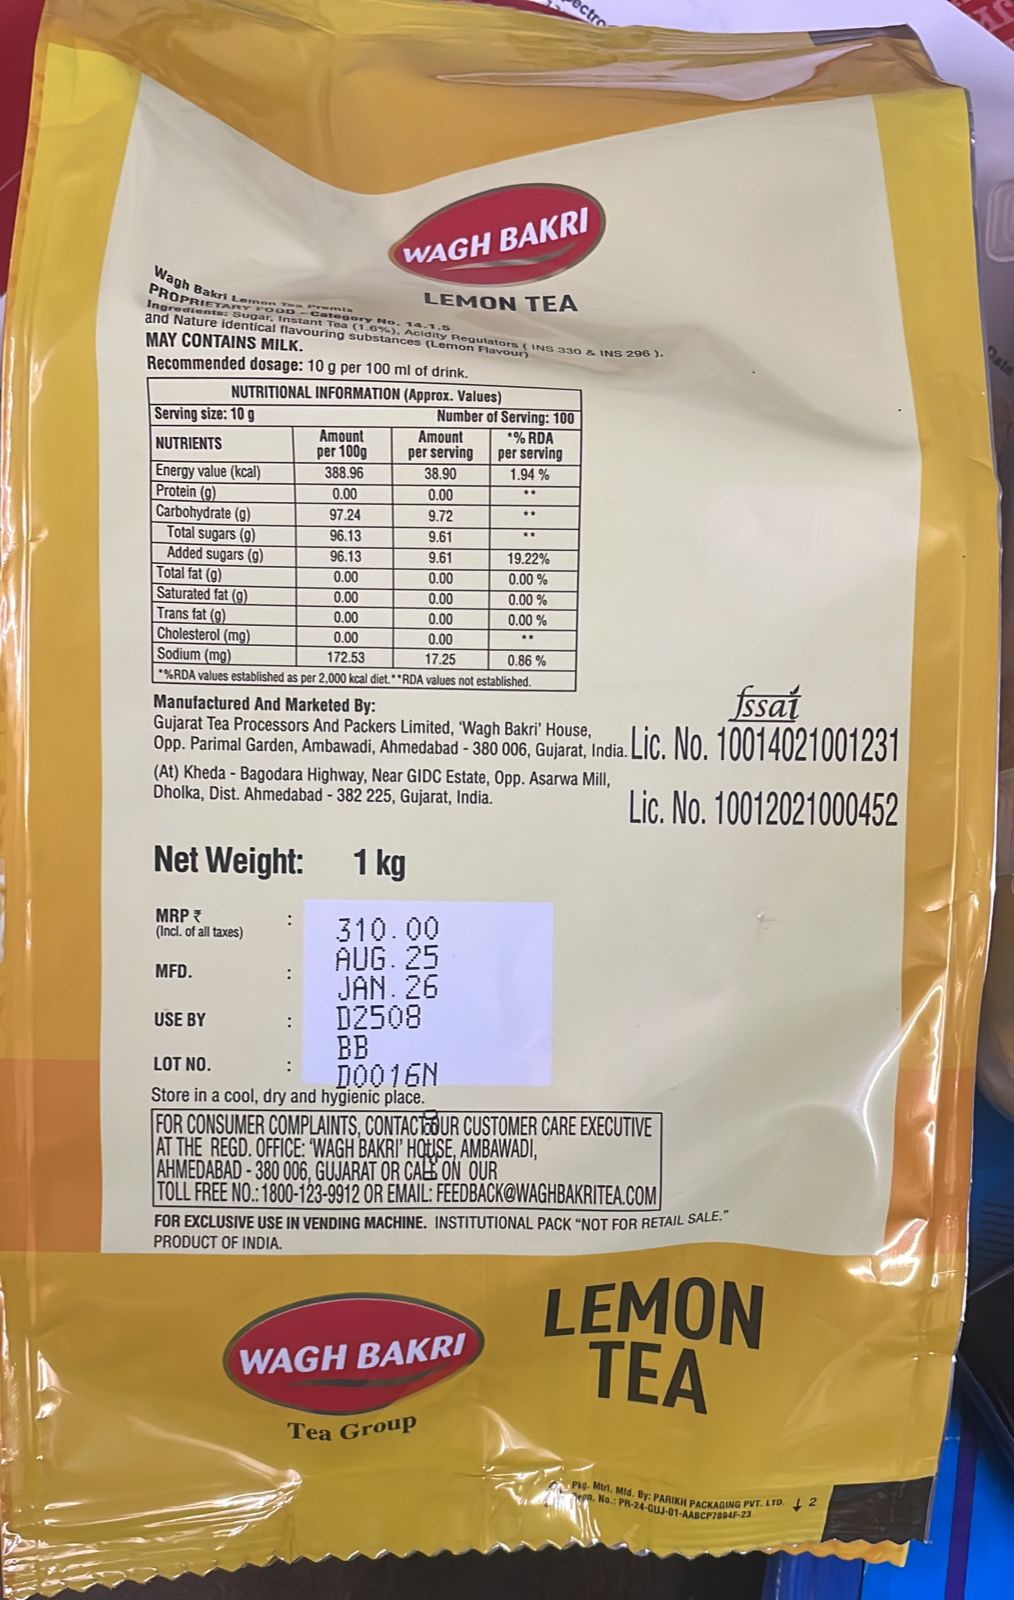 WAGH BAKRI
LEMON TEA
Wagh Bakri Lemon Tea Premix
PROPRIETARY FOOD - Category No. 14.1.5
Ingredients: Sugar, Instant Tea (1.6%), Acidity Regulators ( INS 330 & INS 296 ).
and Nature identical flavouring substances (Lemon Flavour)
MAY CONTAINS MILK.
Recommended dosage: 10 g per 100 ml of drink.
NUTRITIONAL INFORMATION (Approx. Values)
Serving size: 10 g Number of Serving: 100
NUTRIENTS Amount per 100g Amount per serving *% RDA per serving
Energy value (kcal) 388.96 38.90 1.94 %
Protein (g) 0.00 0.00 **
Carbohydrate (g) 97.24 9.72 **
Total sugars (g) 96.13 9.61 **
Added sugars (g) 96.13 9.61 19.22%
Total fat (g) 0.00 0.00 0.00 %
Saturated fat (g) 0.00 0.00 0.00 %
Trans fat (g) 0.00 0.00 0.00 %
Cholesterol (mg) 0.00 0.00 **
Sodium (mg) 172.53 17.25 0.86 %
*%RDA values established as per 2,000 kcal diet.**RDA values not established.
Manufactured And Marketed By:
Gujarat Tea Processors And Packers Limited, 'Wagh Bakri' House,
Opp. Parimal Garden, Ambawadi, Ahmedabad - 380 006, Gujarat, India.
fssai
Lic. No. 10014021001231
(At) Kheda - Bagodara Highway, Near GIDC Estate, Opp. Asarwa Mill,
Dholka, Dist. Ahmedabad - 382 225, Gujarat, India.
Lic. No. 10012021000452
Net Weight: 1 kg
MRP ₹ : 310.00
(Incl. of all taxes)
AUG. 25
MFD. :
JAN. 26
USE BY : D2508
BB
LOT NO. : D0016N
Store in a cool, dry and hygienic place.
FOR CONSUMER COMPLAINTS, CONTACT OUR CUSTOMER CARE EXECUTIVE
AT THE REGD. OFFICE: 'WAGH BAKRI' HOUSE, AMBAWADI,
AHMEDABAD - 380 006, GUJARAT OR CALL ON OUR
TOLL FREE NO.: 1800-123-9912 OR EMAIL: FEEDBACK@WAGHBAKRITEA.COM
FOR EXCLUSIVE USE IN VENDING MACHINE. INSTITUTIONAL PACK "NOT FOR RETAIL SALE."
PRODUCT OF INDIA.
WAGH BAKRI
Tea Group
LEMON
TEA
Pkg. Mtrl. Mfd. By: PARIKH PACKAGING PVT. LTD. 2
Regn. No.: PR-24-GUJ-01-AABCP7894F-23